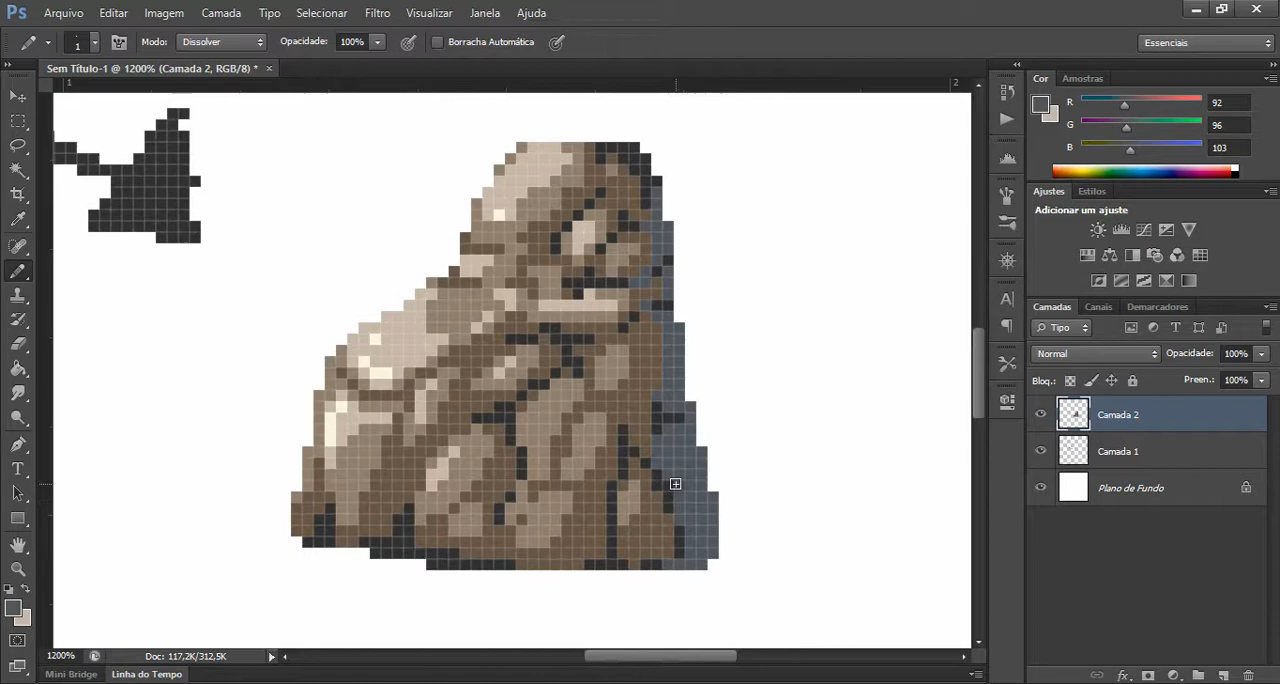 Ps Arquivo Editar Imagem Camada Tipo Selecionar Filtro Visualizar Janela Ajuda
1 Modo: Dissolver Opacidade: 100% Borracha Automática Essenciais
Sem Título-1 @ 1200% (Camada 2, RGB/8) * ×
1 2
Cor Amostras
R 92
G 96
B 103
Ajustes Estilos
Adicionar um ajuste
Camadas Canais Demarcadores
Tipo
Normal Opacidade: 100%
Bloq.: Preen.: 100%
Camada 2
Camada 1
Plano de Fundo
1200% Doc: 117,2K/312,5K
Mini Bridge Linha do Tempo